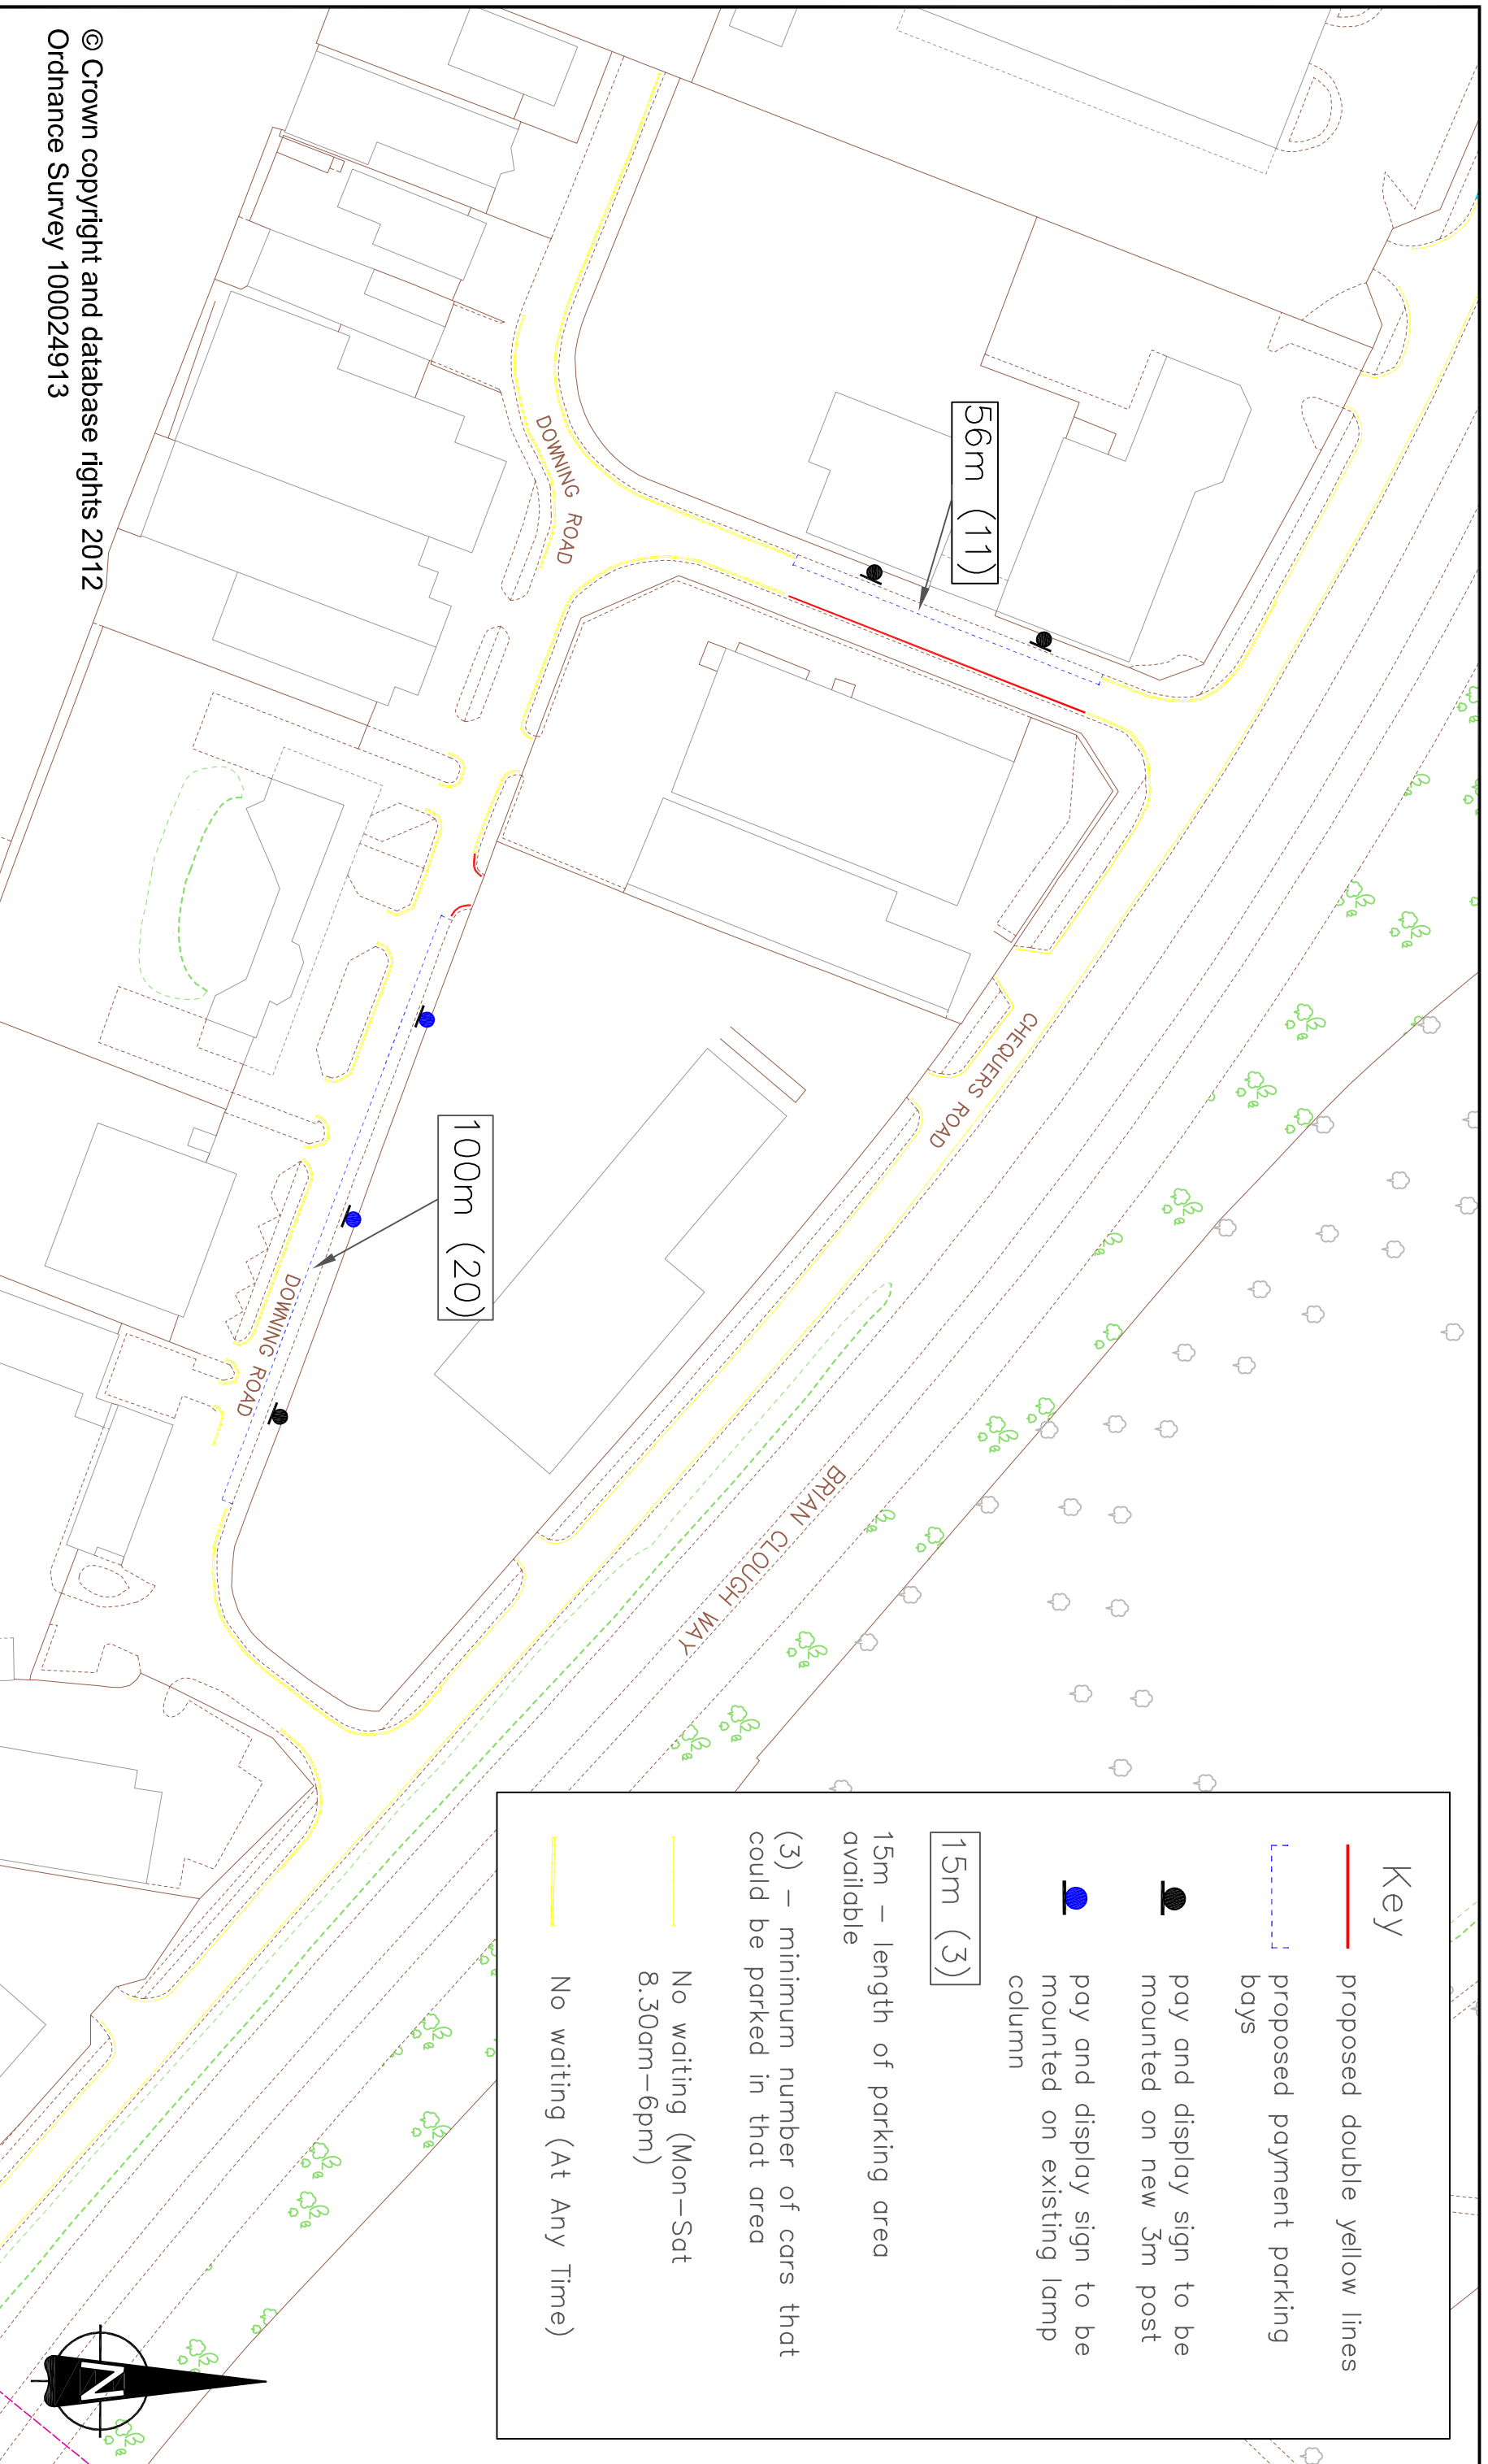 56m (11)
DOWNING ROAD
CHEQUERS ROAD
100m (20)
DOWNING ROAD
BRIAN CLOUGH WAY
Key
proposed double yellow lines
proposed payment parking
bays
pay and display sign to be
mounted on new 3m post
pay and display sign to be
mounted on existing lamp
column
15m (3)
15m – length of parking area
available
(3) – minimum number of cars that
could be parked in that area
No waiting (Mon–Sat
8.30am–6pm)
No waiting (At Any Time)
© Crown copyright and database rights 2012
Ordnance Survey 100024913
N